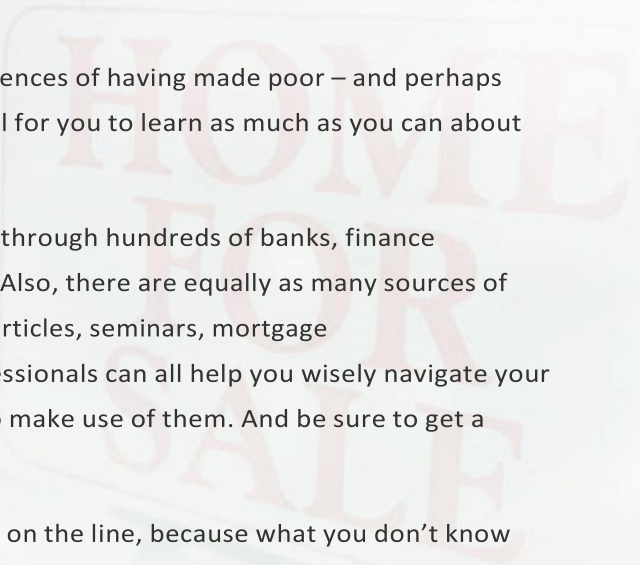 HOME
FOR
SALE
ences of having made poor – and perhaps
l for you to learn as much as you can about
through hundreds of banks, finance
Also, there are equally as many sources of
rticles, seminars, mortgage
essionals can all help you wisely navigate your
make use of them. And be sure to get a
on the line, because what you don’t know